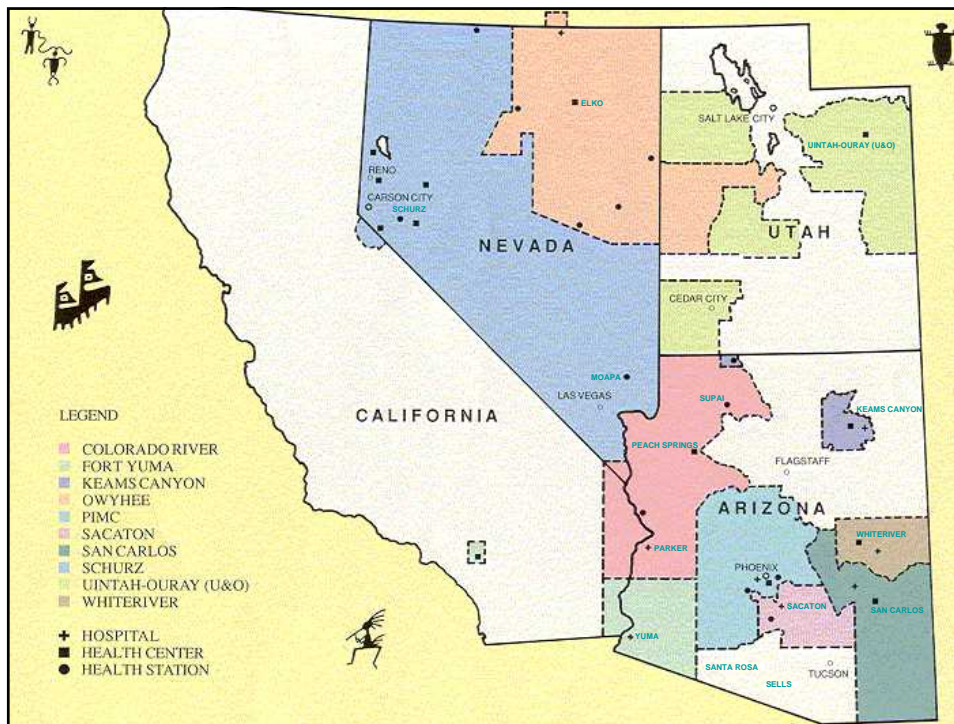 ELKO
SALT LAKE CITY
UINTAH-OURAY (U&O)
RENO
CARSON CITY
SCHURZ
NEVADA
UTAH
CEDAR CITY
MOAPA
LAS VEGAS
CALIFORNIA
SUPAI
KEAMS CANYON
PEACH SPRINGS
FLAGSTAFF
ARIZONA
WHITERIVER
PARKER
PHOENIX
SACATON
SAN CARLOS
YUMA
SANTA ROSA
TUCSON
SELLS
LEGEND
COLORADO RIVER
FORT YUMA
KEAMS CANYON
OWYHEE
PIMC
SACATON
SAN CARLOS
SCHURZ
UINTAH-OURAY (U&O)
WHITERIVER
HOSPITAL
HEALTH CENTER
HEALTH STATION